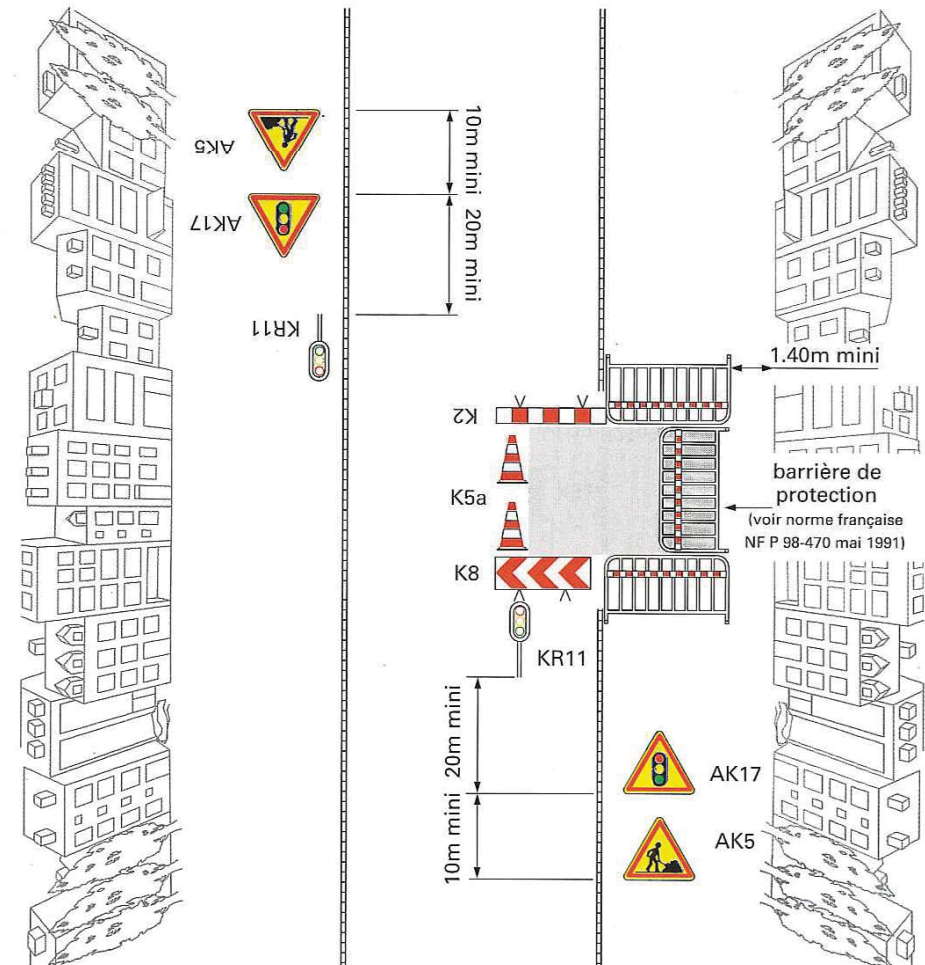 AK5
10m mini
AK17
20m mini
KR11
1.40m mini
K2
K5a
barrière de
protection
(voir norme française
NF P 98-470 mai 1991)
K8
KR11
20m mini
AK17
10m mini
AK5